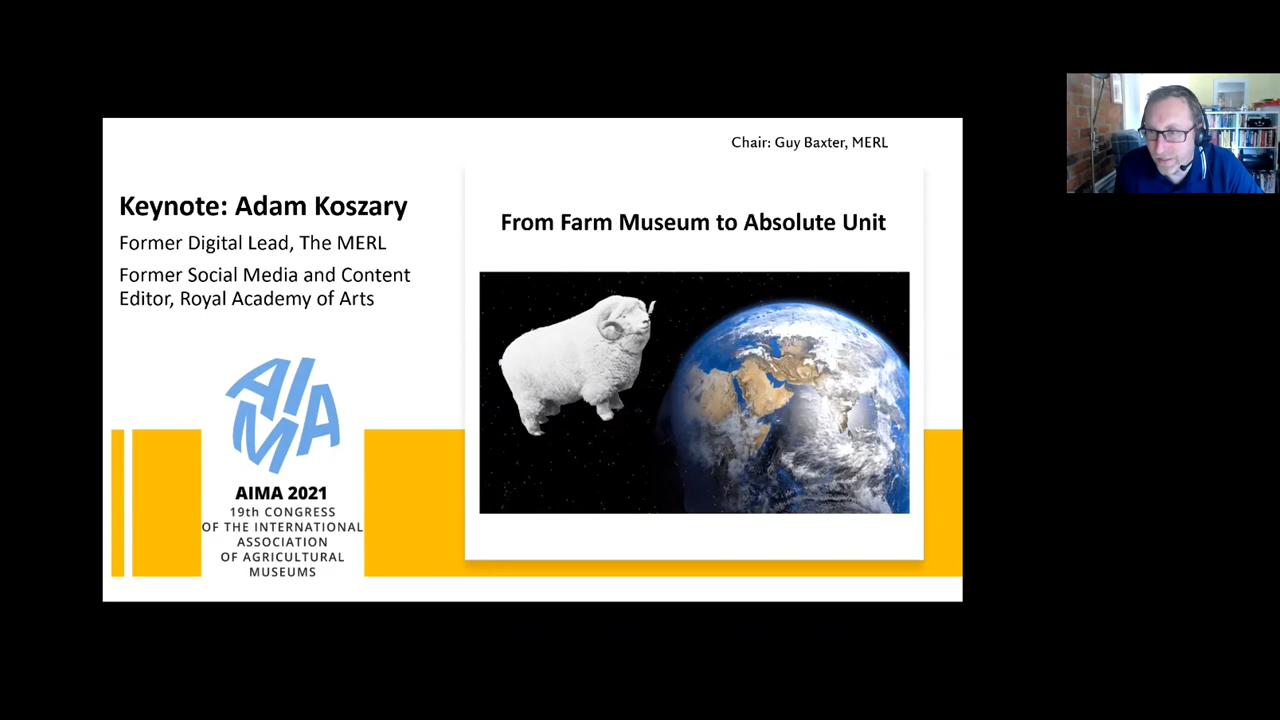 Chair: Guy Baxter, MERL
Keynote: Adam Koszary
Former Digital Lead, The MERL
Former Social Media and Content
Editor, Royal Academy of Arts
From Farm Museum to Absolute Unit
AIMA
AIMA 2021
19th CONGRESS
OF THE INTERNATIONAL
ASSOCIATION
OF AGRICULTURAL
MUSEUMS